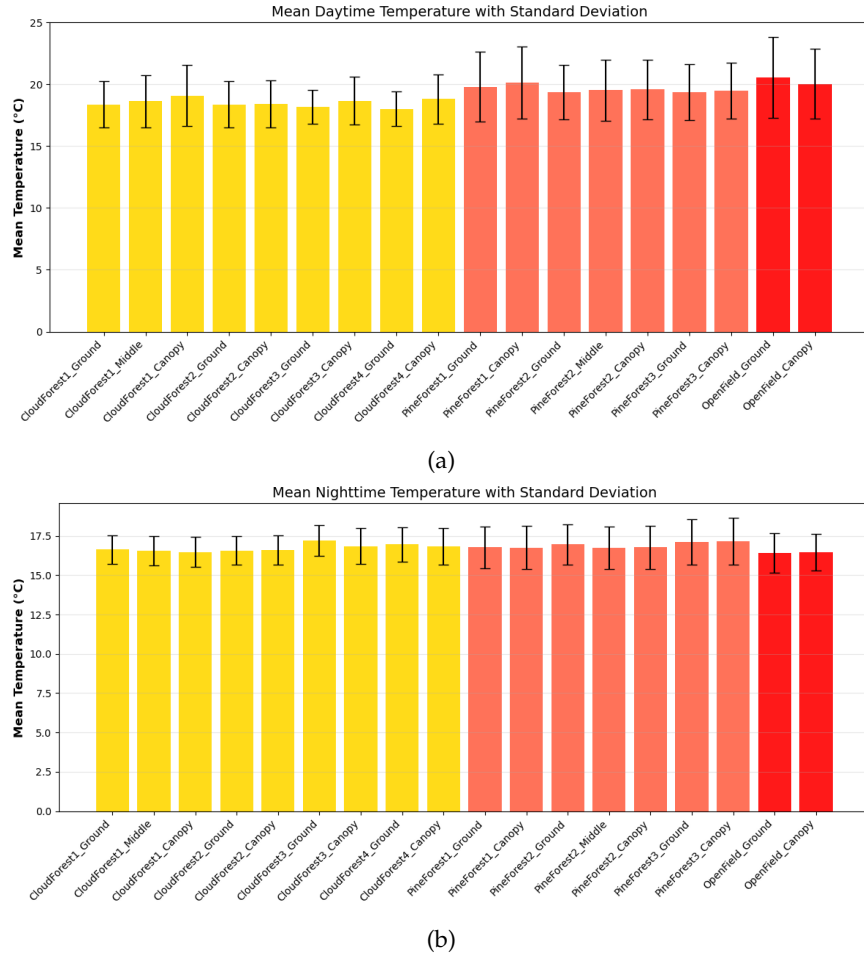 Mean Daytime Temperature with Standard Deviation
Mean Temperature (°C)
25
20
15
10
5
0
CloudForest1_Ground
CloudForest1_Middle
CloudForest1_Canopy
CloudForest2_Ground
CloudForest2_Canopy
CloudForest3_Ground
CloudForest3_Canopy
CloudForest4_Ground
CloudForest4_Canopy
PineForest1_Ground
PineForest1_Canopy
PineForest2_Ground
PineForest2_Middle
PineForest2_Canopy
PineForest3_Ground
PineForest3_Canopy
OpenField_Ground
OpenField_Canopy
(a)
Mean Nighttime Temperature with Standard Deviation
Mean Temperature (°C)
17.5
15.0
12.5
10.0
7.5
5.0
2.5
0.0
CloudForest1_Ground
CloudForest1_Middle
CloudForest1_Canopy
CloudForest2_Ground
CloudForest2_Canopy
CloudForest3_Ground
CloudForest3_Canopy
CloudForest4_Ground
CloudForest4_Canopy
PineForest1_Ground
PineForest1_Canopy
PineForest2_Ground
PineForest2_Middle
PineForest2_Canopy
PineForest3_Ground
PineForest3_Canopy
OpenField_Ground
OpenField_Canopy
(b)